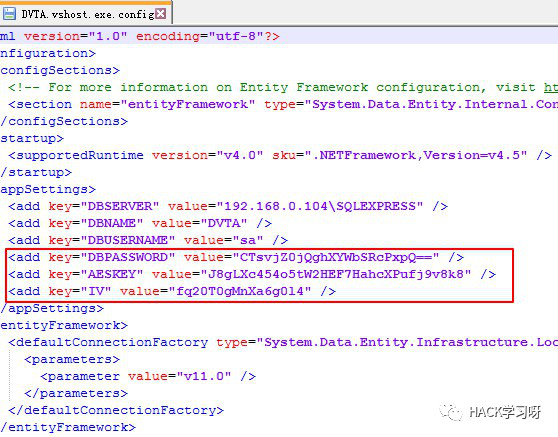 DVTA.vshost.exe.config
ml version="1.0" encoding="utf-8"?>
nfiguration>
configSections>
<!-- For more information on Entity Framework configuration, visit ht
<section name="entityFramework" type="System.Data.Entity.Internal.Con
/configSections>
startup>
<supportedRuntime version="v4.0" sku=".NETFramework,Version=v4.5" />
/startup>
appSettings>
<add key="DBSERVER" value="192.168.0.104\SQLEXPRESS" />
<add key="DBNAME" value="DVTA" />
<add key="DBUSERNAME" value="sa" />
<add key="DBPASSWORD" value="CTsvjZ0jQghXYWbSRcPxpQ==" />
<add key="AESKEY" value="J8gLXc454o5tW2HEF7HahcXPufj9v8k8" />
<add key="IV" value="fq20T0gMnXa6g0l4" />
/appSettings>
entityFramework>
<defaultConnectionFactory type="System.Data.Entity.Infrastructure.Loc
<parameters>
<parameter value="v11.0" />
</parameters>
</defaultConnectionFactory>
/entityFramework>
HACK学习呀